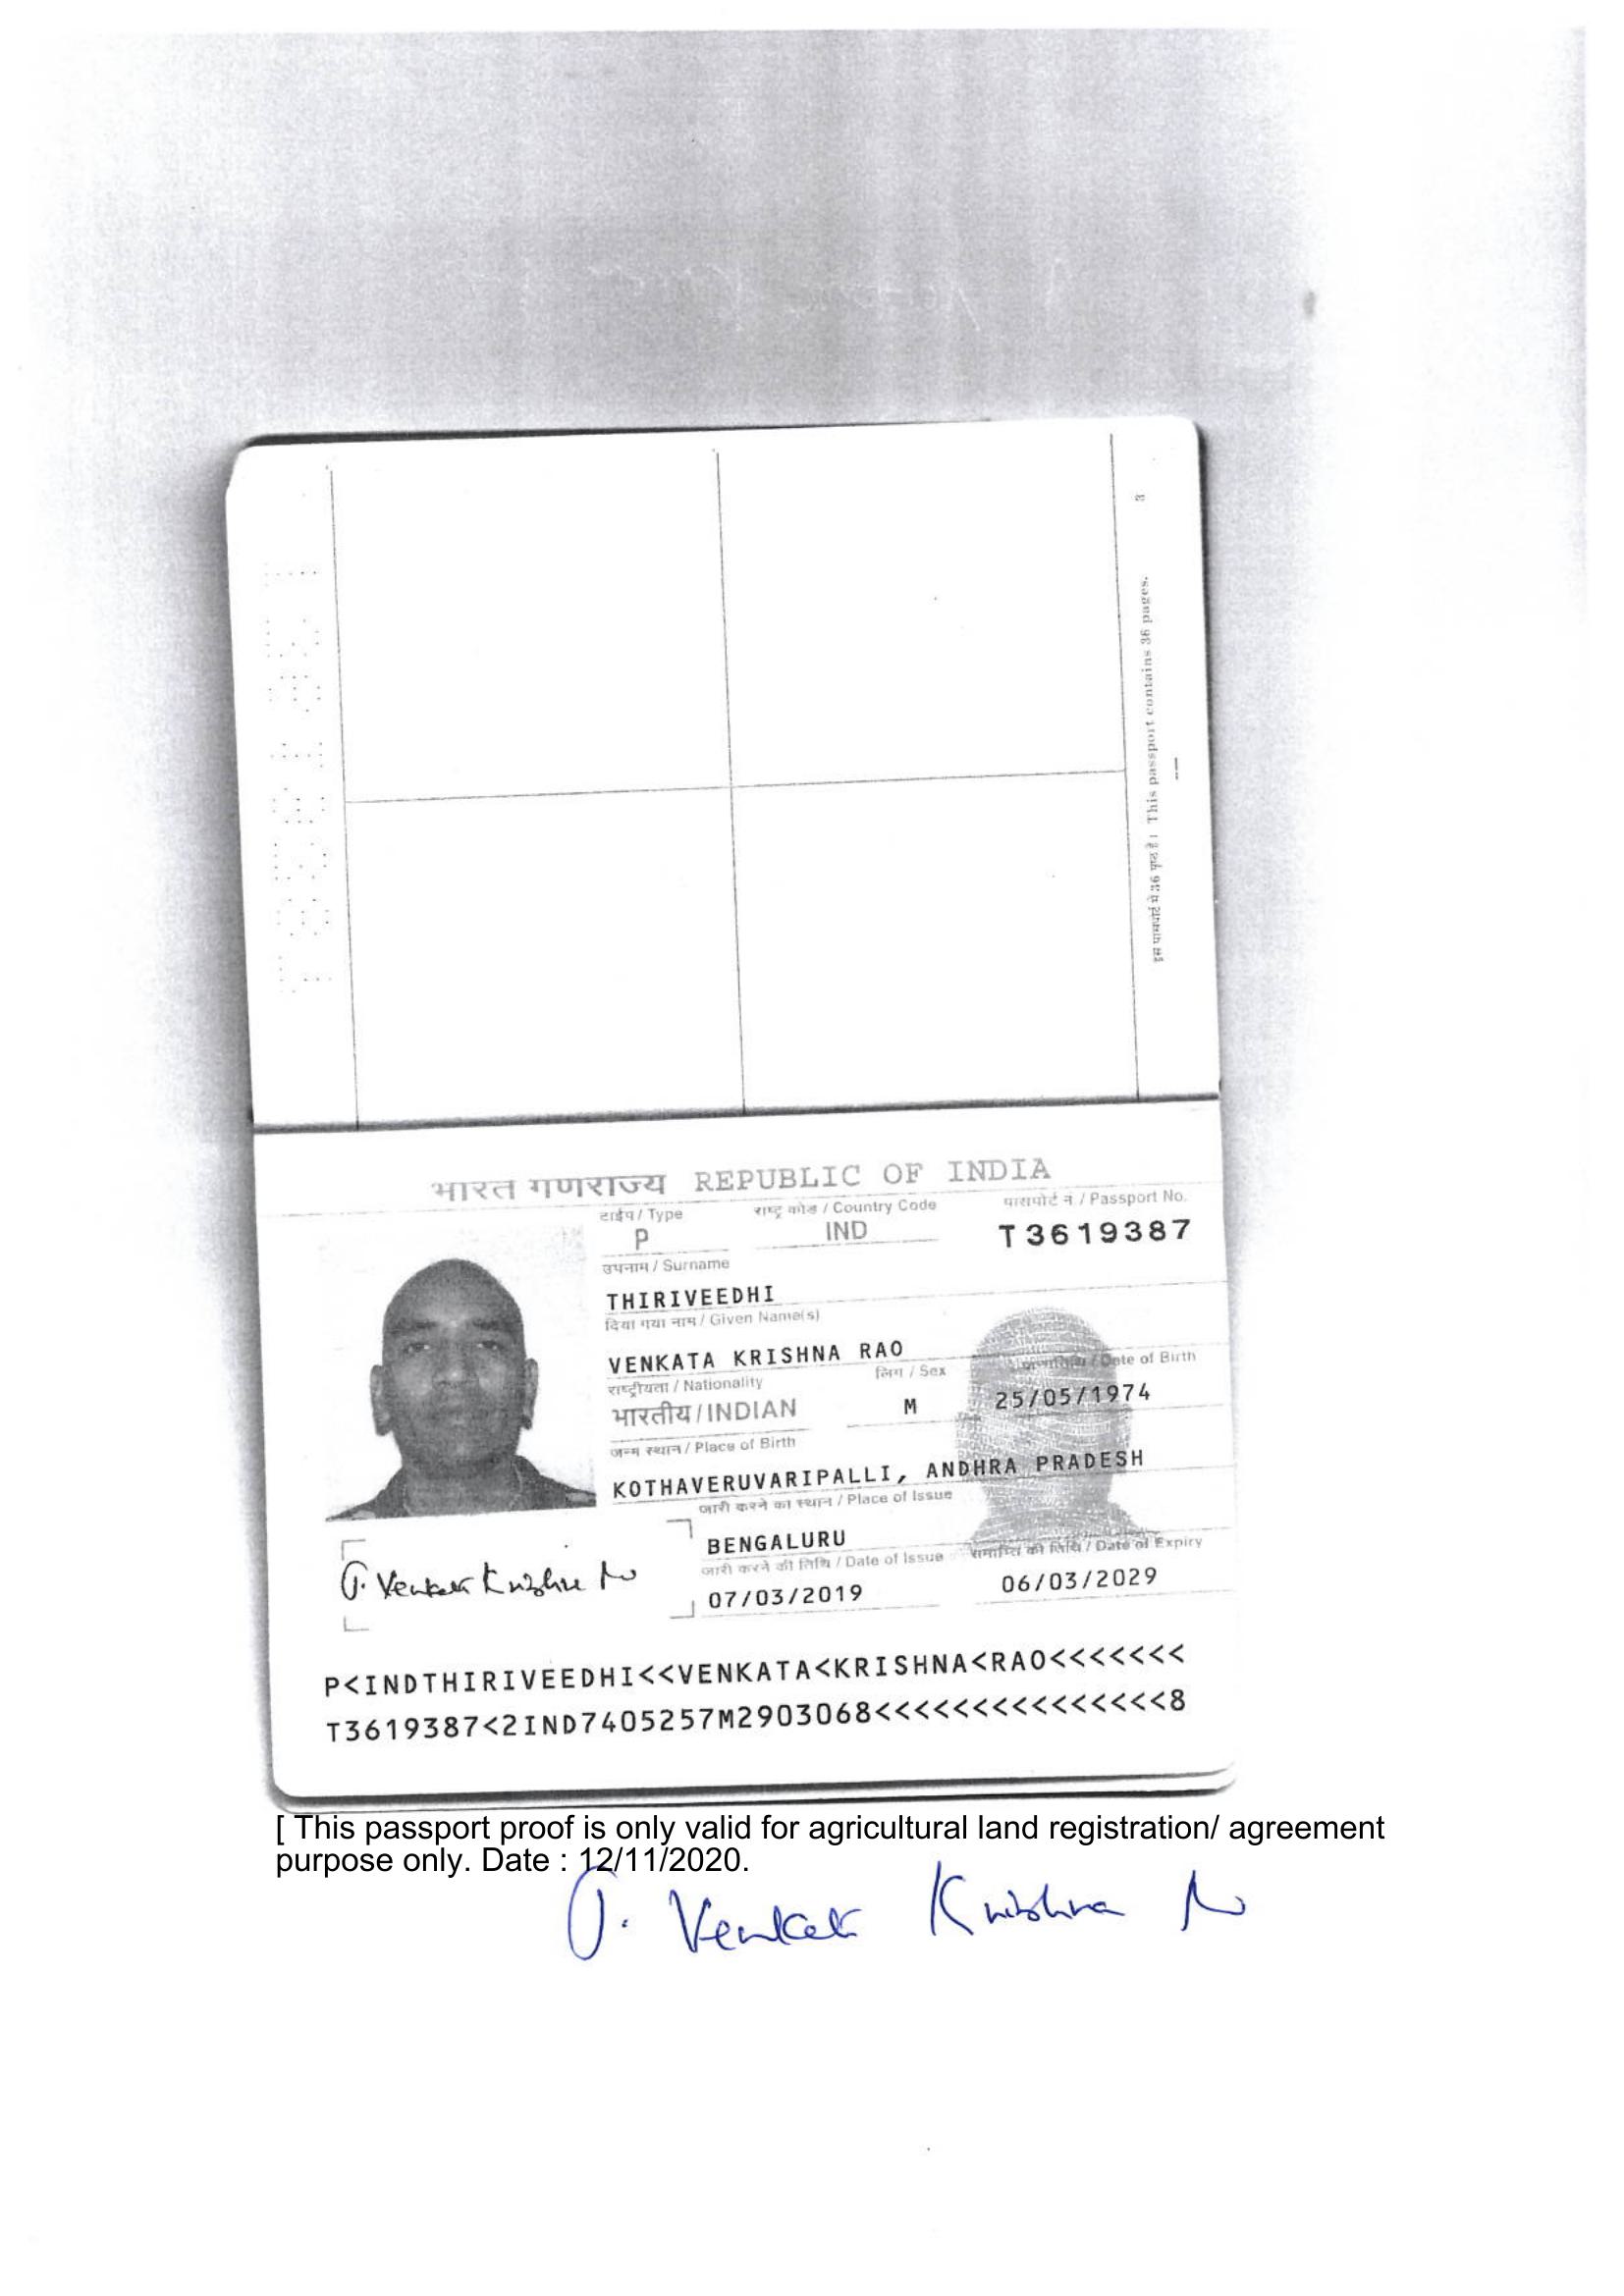 3
इस पासपोर्ट में 36 पृष्ठ हैं। This passport contains 36 pages.
भारत गणराज्य REPUBLIC OF INDIA
टाईप / Type राष्ट्र कोड / Country Code पासपोर्ट नं / Passport No.
P IND T3619387
उपनाम / Surname
THIRIVEEDHI
दिया गया नाम / Given Name(s)
VENKATA KRISHNA RAO
राष्ट्रीयता / Nationality लिंग / Sex जन्मतिथि / Date of Birth
भारतीय / INDIAN M 25/05/1974
जन्म स्थान / Place of Birth
KOTHAVERUVARIPALLI, ANDHRA PRADESH
जारी करने का स्थान / Place of Issue
BENGALURU
जारी करने की तिथि / Date of Issue समाप्ति की तिथि / Date of Expiry
07/03/2019 06/03/2029
Venkata Krishna
P<INDTHIRIVEEDHI<<VENKATA<KRISHNA<RAO<<<<<<<
T3619387<2IND7405257M2903068<<<<<<<<<<<<<<<8
[ This passport proof is only valid for agricultural land registration/ agreement
purpose only. Date : 12/11/2020.
Venkata Krishna